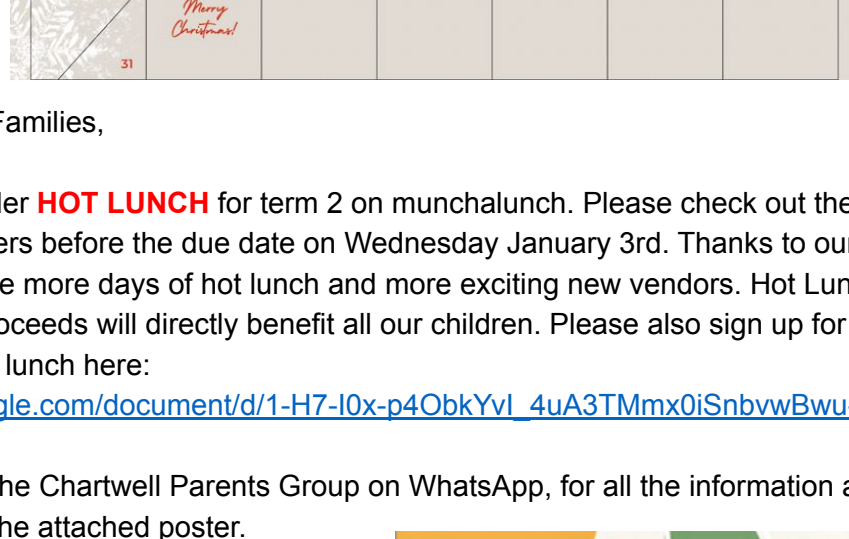 Merry
Christmas!
31
Families,
der HOT LUNCH for term 2 on munchalunch. Please check out the
ers before the due date on Wednesday January 3rd. Thanks to our
e more days of hot lunch and more exciting new vendors. Hot Lun
oceeds will directly benefit all our children. Please also sign up for
lunch here:
gle.com/document/d/1-H7-I0x-p4ObkYvI_4uA3TMmx0iSnbvwBwu-
he Chartwell Parents Group on WhatsApp, for all the information a
he attached poster.